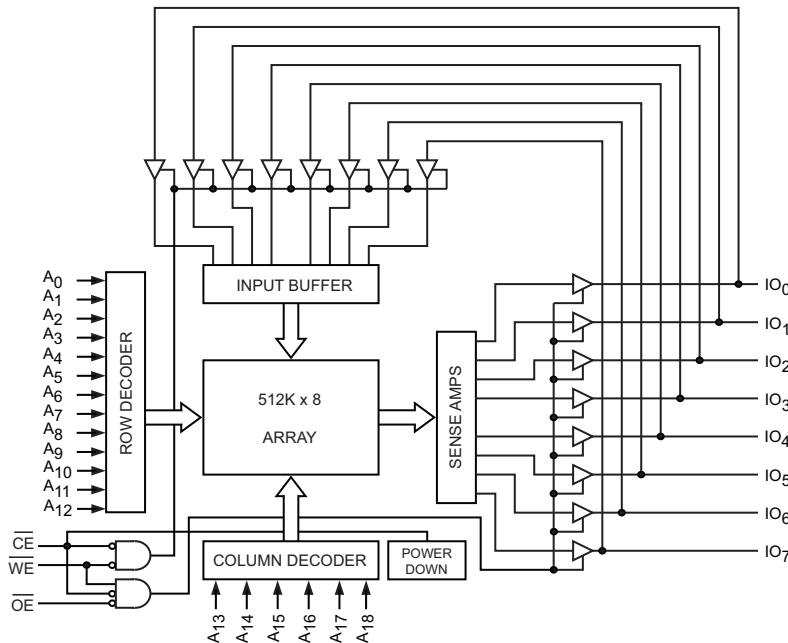 INPUT BUFFER
A0
A1
A2
A3
A4
A5
A6
A7
A8
A9
A10
A11
A12
ROW DECODER
512K x 8
ARRAY
SENSE AMPS
IO0
IO1
IO2
IO3
IO4
IO5
IO6
IO7
CE
WE
OE
COLUMN DECODER
POWER
DOWN
A13
A14
A15
A16
A17
A18